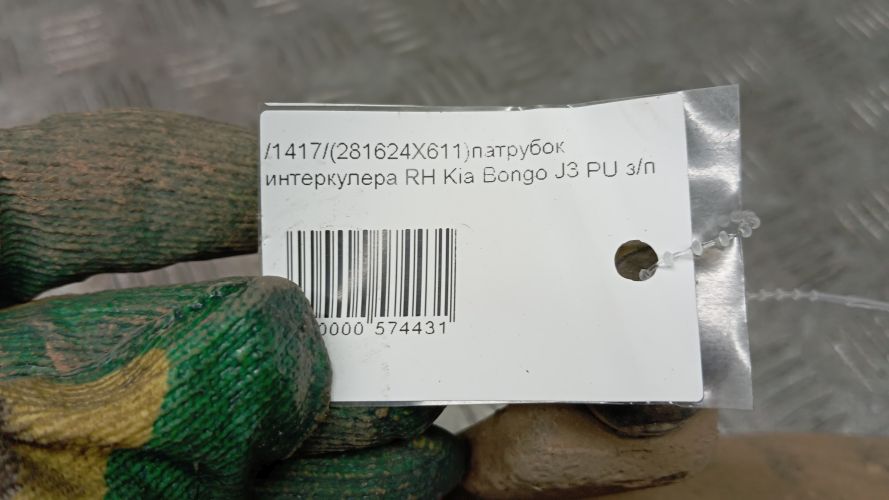 /1417/(281624X611)патрубок
интеркулера RH Kia Bongo J3 PU з/п
0000 574431